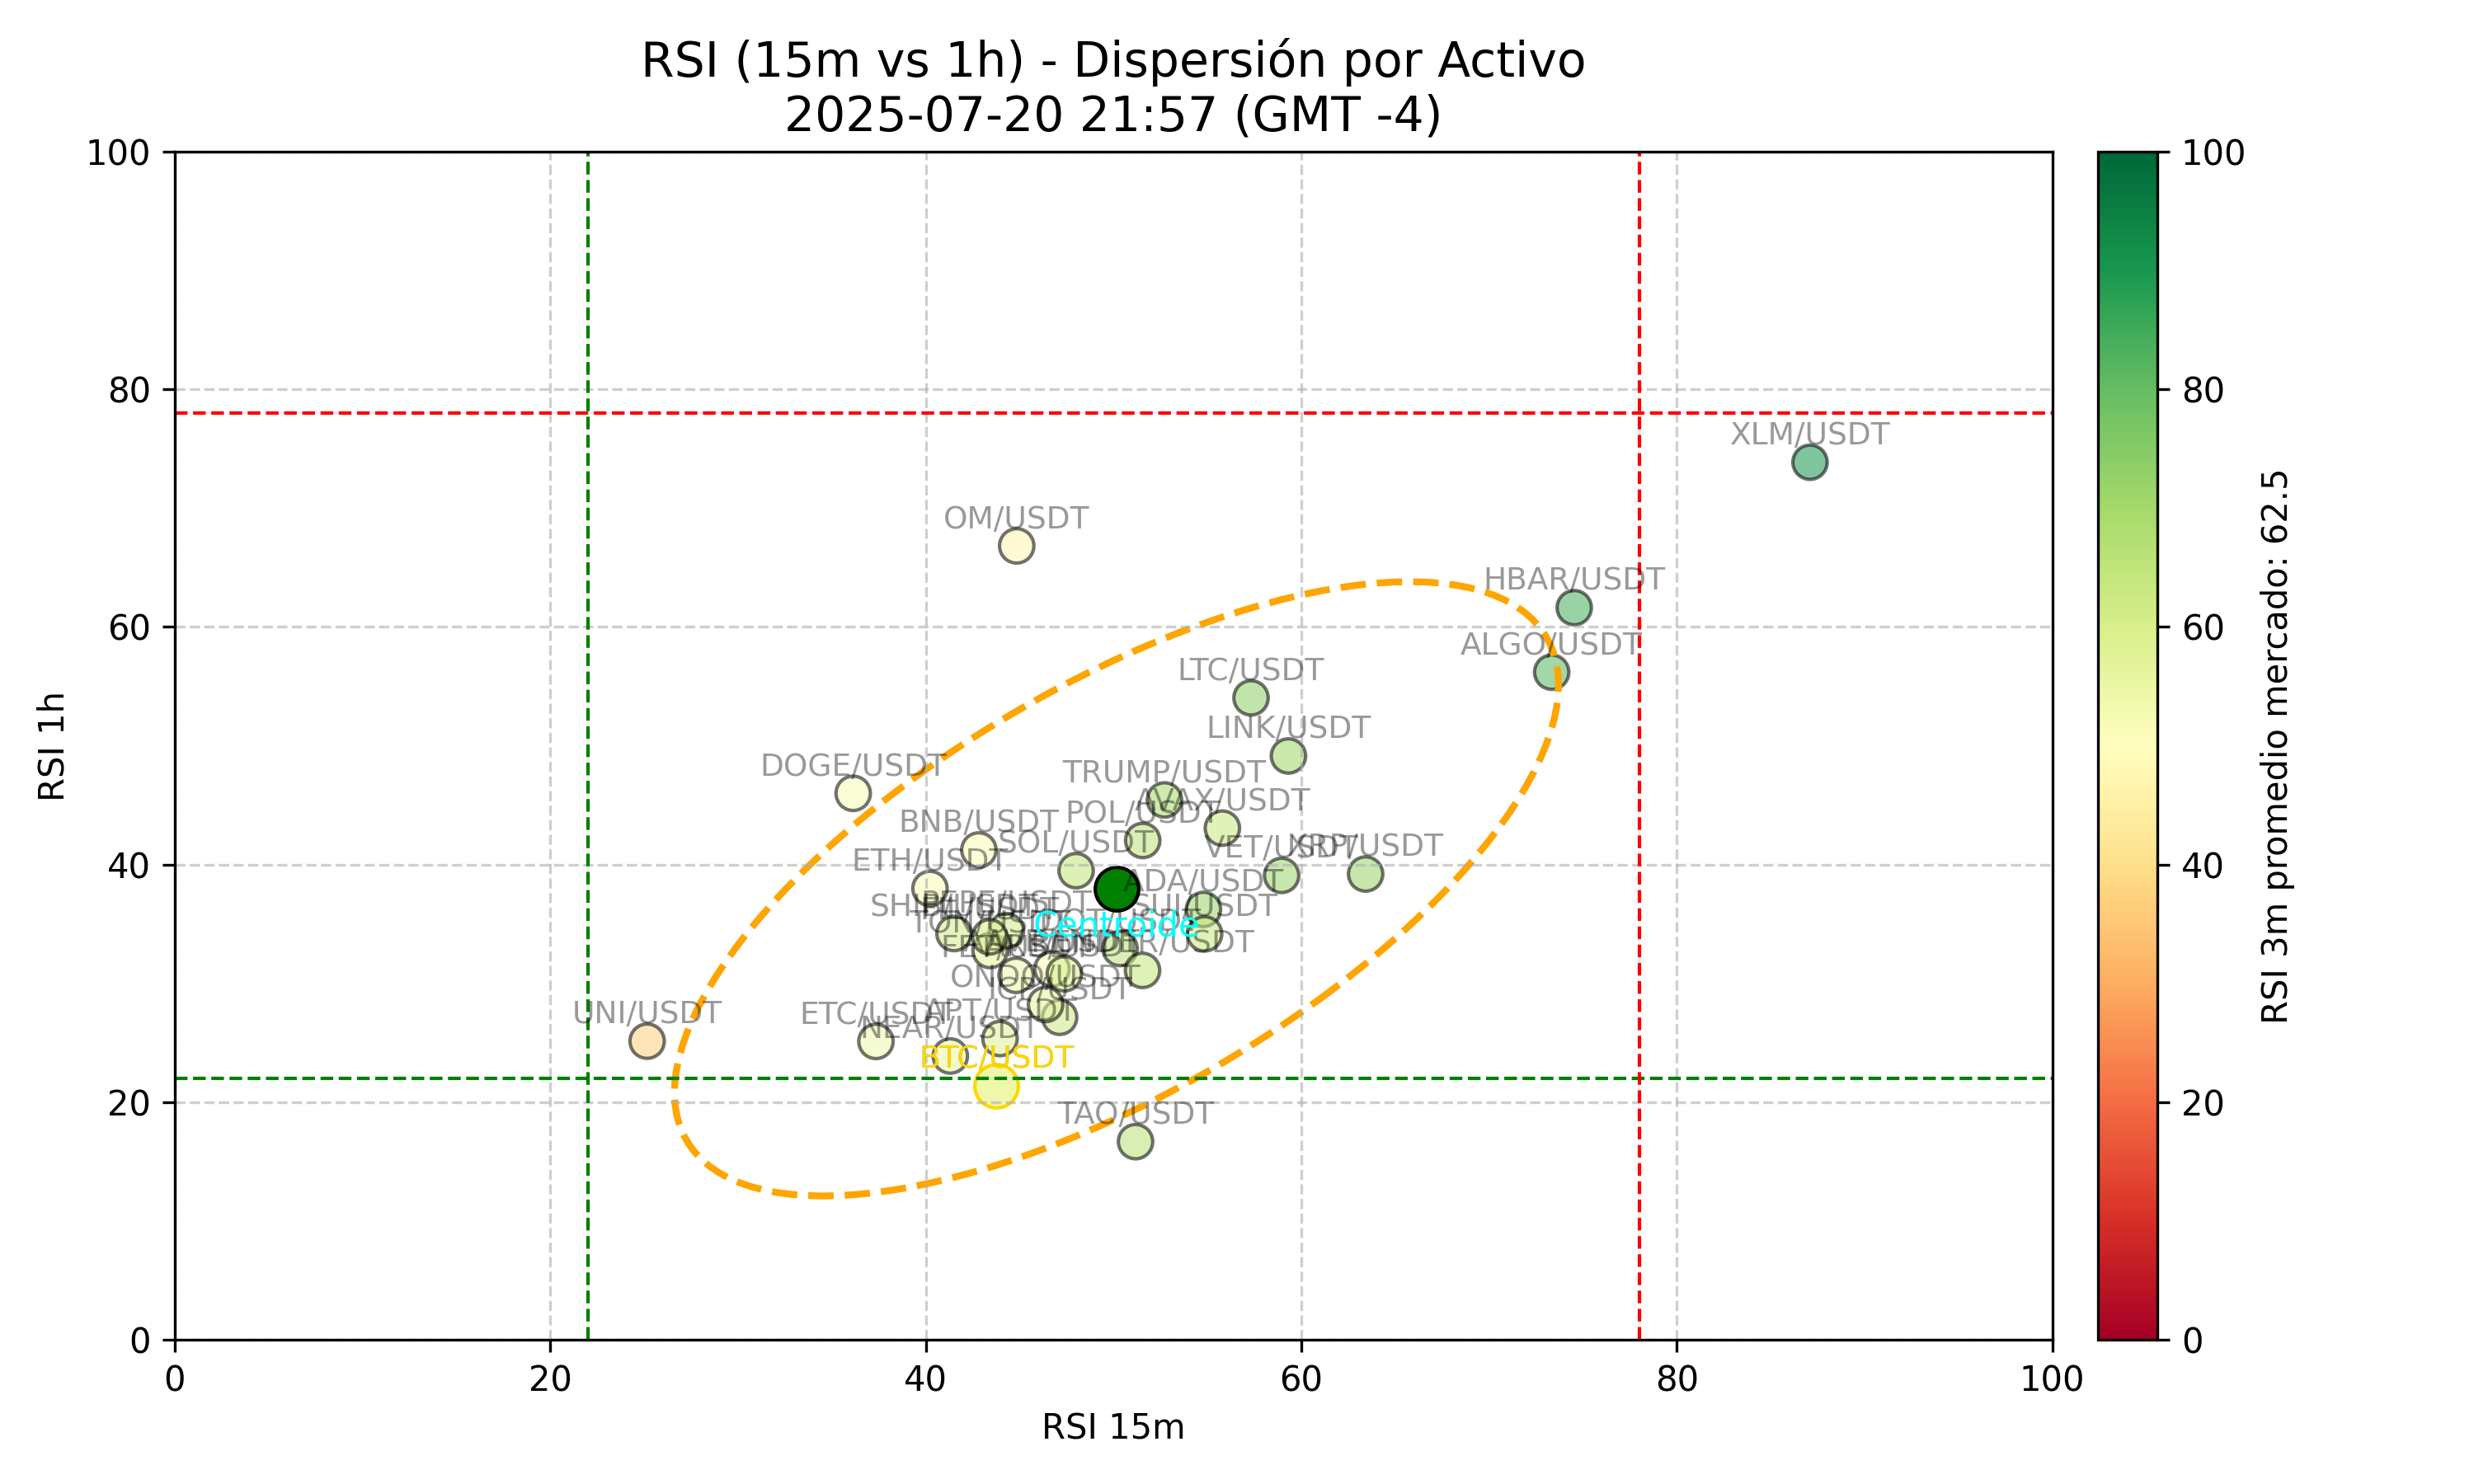 RSI (15m vs 1h) - Dispersión por Activo
2025-07-20 21:57 (GMT -4)
100
80
60
40
20
0
RSI 1h
0
20
40
60
80
100
RSI 15m
XLM/USDT
OM/USDT
HBAR/USDT
ALGO/USDT
LTC/USDT
LINK/USDT
DOGE/USDT
TRUMP/USDT
AVAX/USDT
POL/USDT
BNB/USDT
SOL/USDT
VET/USDT
XRP/USDT
ETH/USDT
ADA/USDT
PEPE/USDT
SUI/USDT
Centroide
ONDO/USDT
ICP/USDT
UNI/USDT
ETC/USDT
APT/USDT
NEAR/USDT
BTC/USDT
TAO/USDT
100
80
60
40
20
0
RSI 3m promedio mercado: 62.5